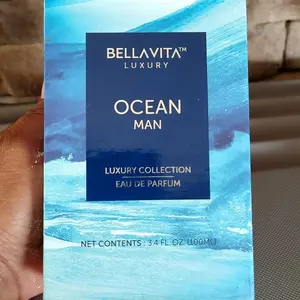 BELLAVITA™
LUXURY
OCEAN
MAN
LUXURY COLLECTION
EAU DE PARFUM
NET CONTENTS : 3.4 FL. OZ. (100ML)